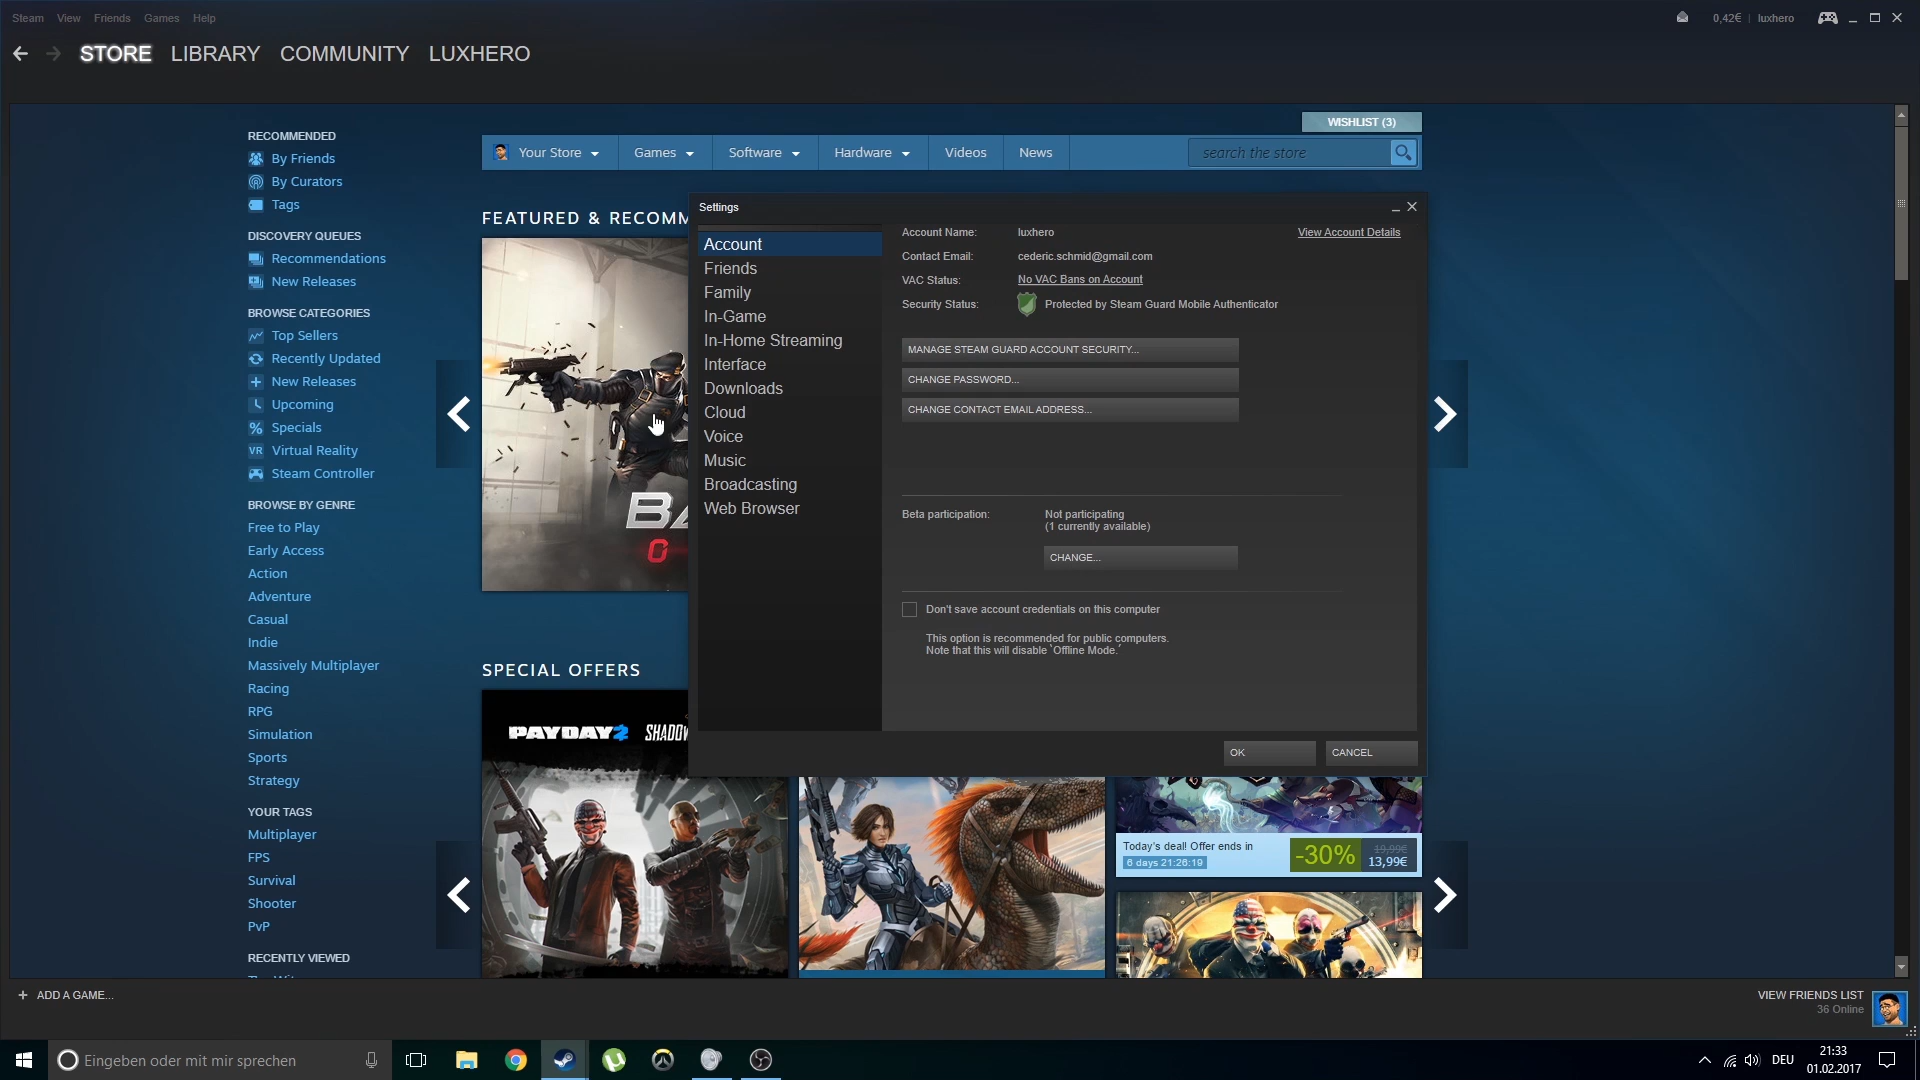 Steam View Friends Games Help
0,42€ | luxhero
STORE LIBRARY COMMUNITY LUXHERO
WISHLIST (3)
Your Store Games Software Hardware Videos News
search the store
RECOMMENDED
By Friends
By Curators
Tags
DISCOVERY QUEUES
Recommendations
New Releases
BROWSE CATEGORIES
Top Sellers
Recently Updated
New Releases
Upcoming
% Specials
VR Virtual Reality
Steam Controller
BROWSE BY GENRE
Free to Play
Early Access
Action
Adventure
Casual
Indie
Massively Multiplayer
Racing
RPG
Simulation
Sports
Strategy
YOUR TAGS
Multiplayer
FPS
Survival
Shooter
PvP
RECENTLY VIEWED
FEATURED & RECOMM
Settings
Account
Friends
Family
In-Game
In-Home Streaming
Interface
Downloads
Cloud
Voice
Music
Broadcasting
Web Browser
Account Name: luxhero View Account Details
Contact Email: cederic.schmid@gmail.com
VAC Status: No VAC Bans on Account
Security Status: Protected by Steam Guard Mobile Authenticator
MANAGE STEAM GUARD ACCOUNT SECURITY...
CHANGE PASSWORD...
CHANGE CONTACT EMAIL ADDRESS...
Beta participation: Not participating
(1 currently available)
CHANGE...
Don't save account credentials on this computer
This option is recommended for public computers.
Note that this will disable `Offline Mode.'
OK CANCEL
SPECIAL OFFERS
PAYDAY 2
Today's deal! Offer ends in
6 days 21:26:19
-30% 19,99€
13,99€
+ ADD A GAME...
VIEW FRIENDS LIST
36 Online
Eingeben oder mit mir sprechen
DEU
21:33
01.02.2017